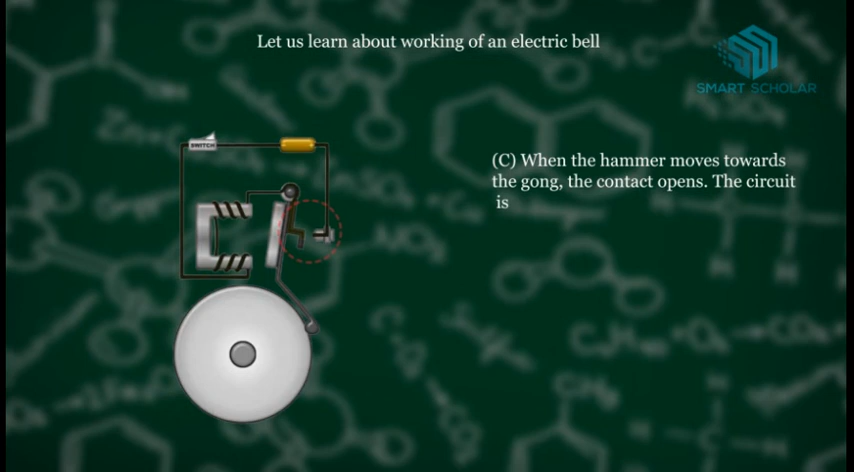 Let us learn about working of an electric bell
SMART SCHOLAR
SWITCH
(C) When the hammer moves towards
the gong, the contact opens. The circuit
is